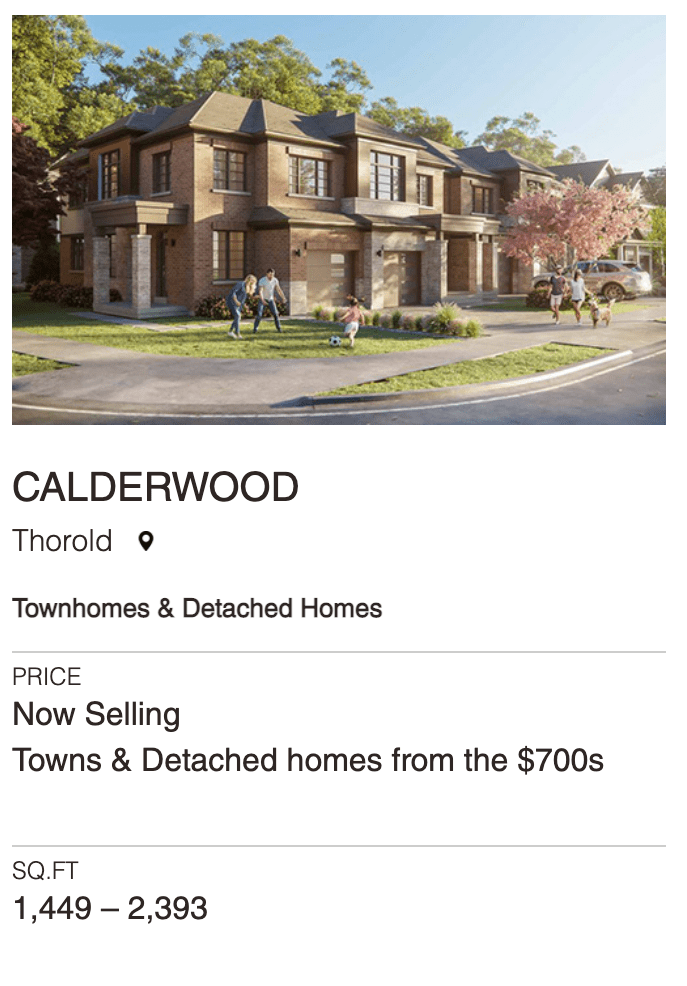 CALDERWOOD
Thorold
Townhomes & Detached Homes
PRICE
Now Selling
Towns & Detached homes from the $700s
SQ.FT
1,449 – 2,393